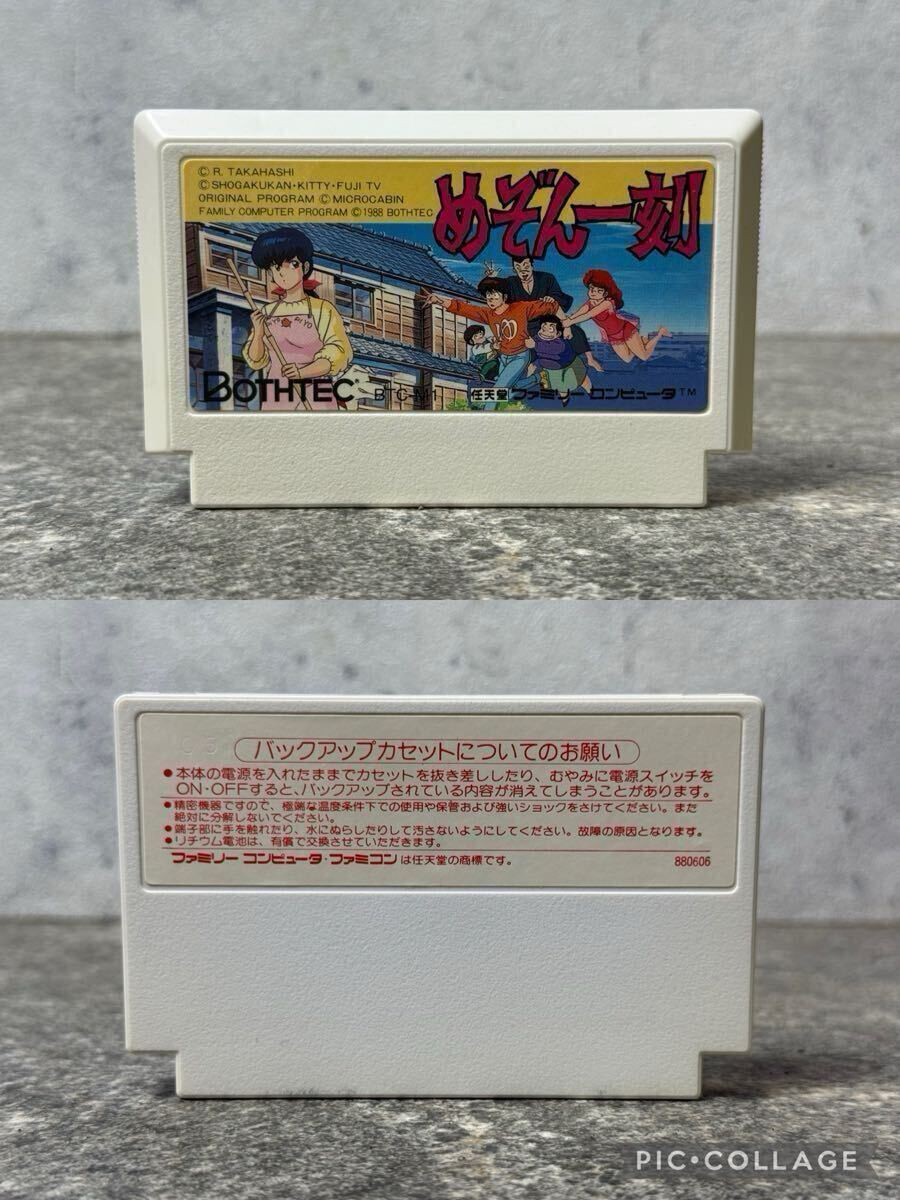 © R. TAKAHASHI
© SHOGAKUKAN・KITTY・FUJI TV
ORIGINAL PROGRAM © MICROCABIN
FAMILY COMPUTER PROGRAM © 1988 BOTHTEC
めぞん一刻
PIYO PIYO
BOTHTEC BTC-M1 任天堂 ファミリー コンピュータ™
バックアップカセットについてのお願い
●本体の電源を入れたままでカセットを抜き差ししたり、むやみに電源スイッチを
ON・OFFすると、バックアップされている内容が消えてしまうことがあります。
●精密機器ですので、極端な温度条件下での使用や保管および強いショックをさけてください。また
絶対に分解しないでください。
●端子部に手を触れたり、水にぬらしたりして汚さないようにしてください。故障の原因となります。
●リチウム電池は、有償で交換させていただきます。
ファミリー コンピュータ・ファミコンは任天堂の商標です。 880606
PIC・COLLAGE